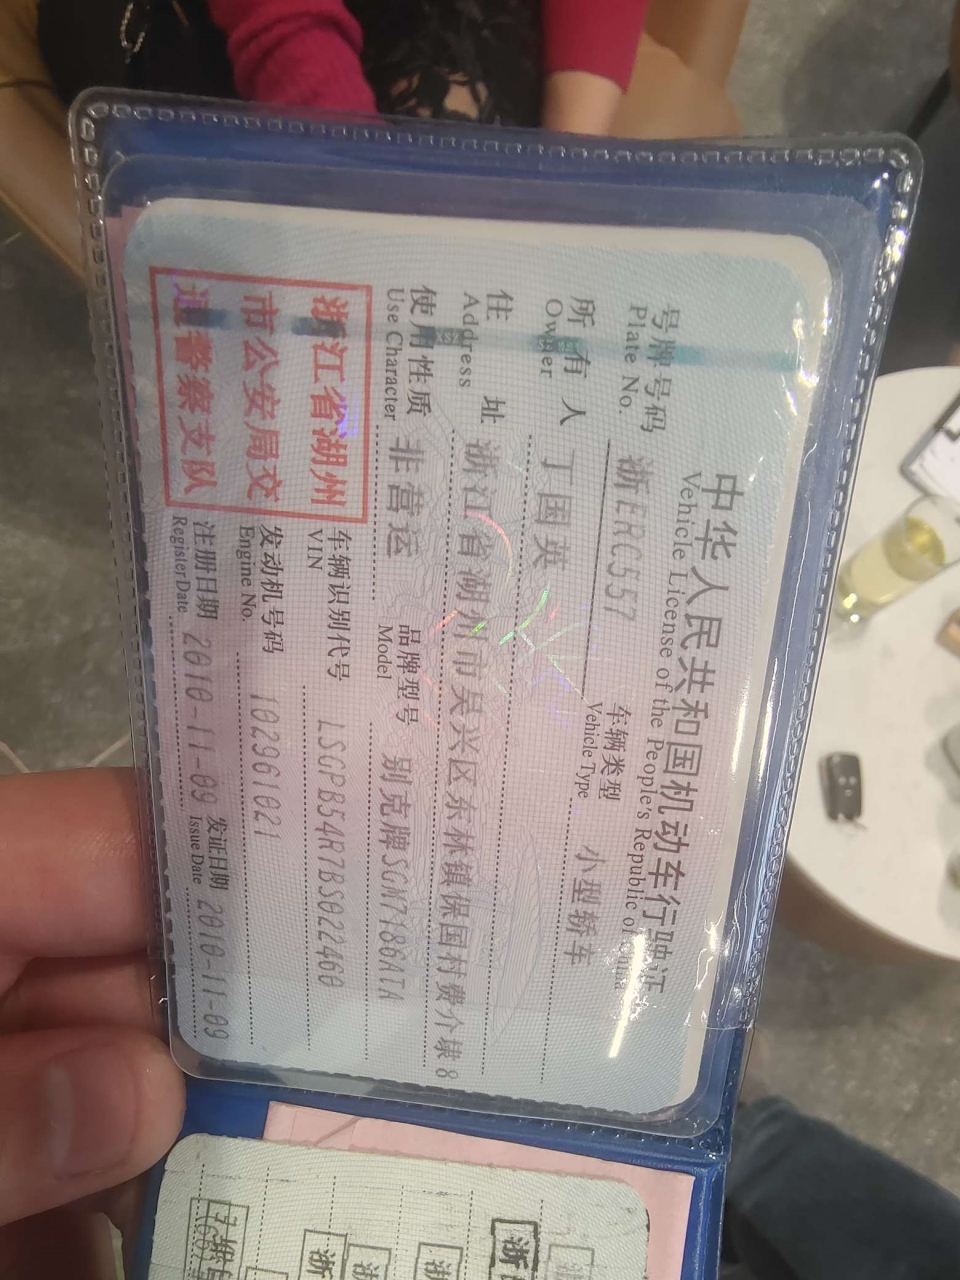 中华人民共和国机动车行驶证
Vehicle License of the People's Republic of China
号牌号码 浙ERC557 车辆类型 小型轿车
Plate No. Vehicle Type
所有人 丁国英
Owner
住址 浙江省湖州市吴兴区东林镇保国村费介埭8
Address
使用性质 非营运 品牌型号 别克牌SGM7186ATA
Use Character Model
浙江省湖州
市公安局交
通警察支队
车辆识别代号 LSGPB54R7BS022460
VIN
发动机号码 102961021
Engine No.
注册日期 2010-11-09 发证日期 2010-11-09
Register Date Issue Date
浙
浙
浙
浙